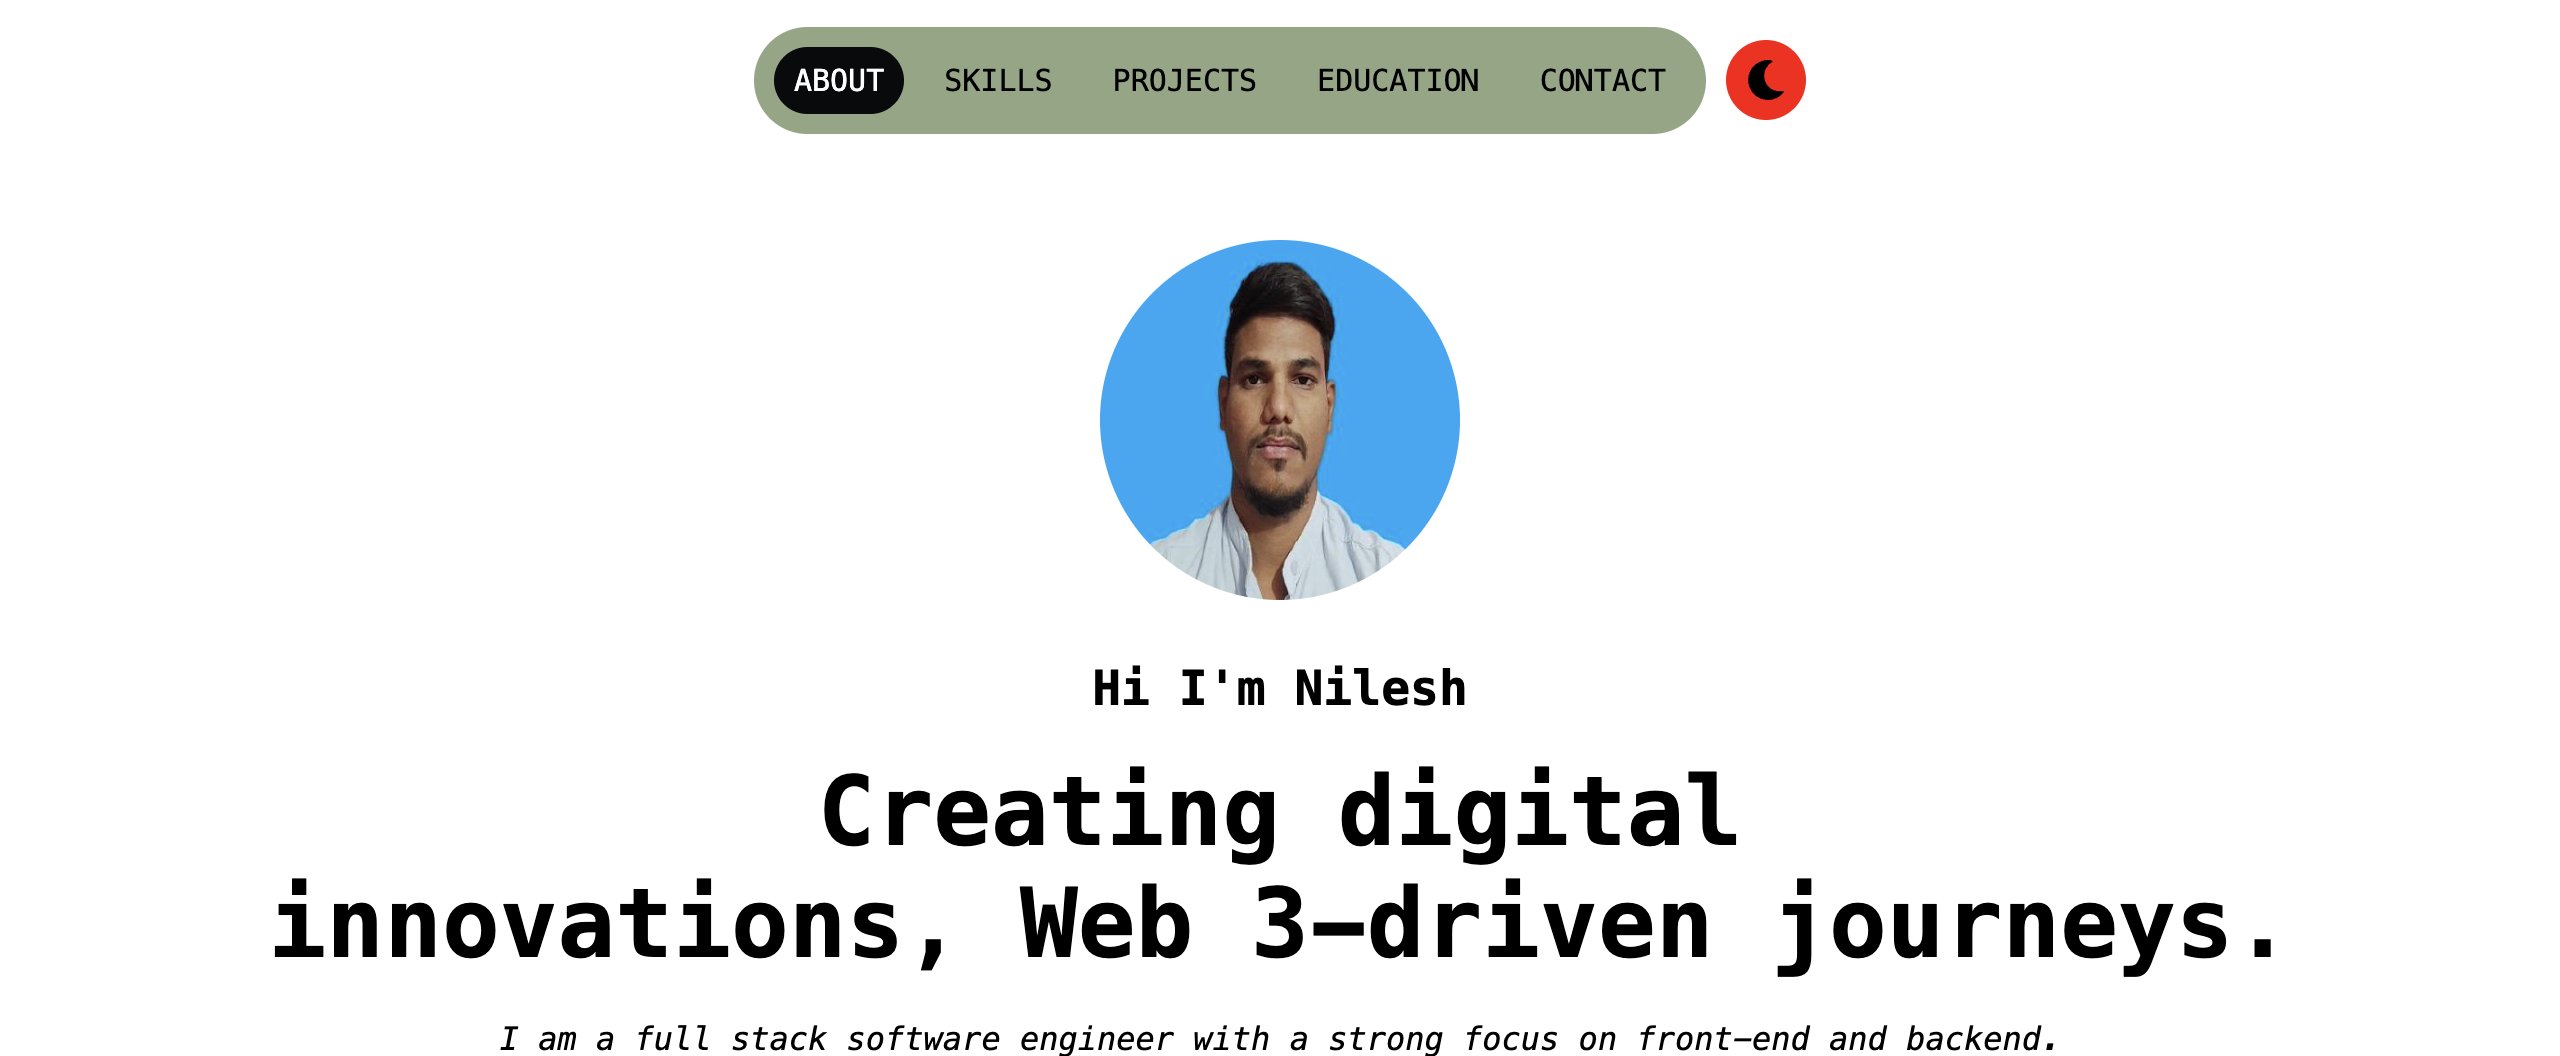 ABOUT SKILLS PROJECTS EDUCATION CONTACT
Hi I'm Nilesh
Creating digital
innovations, Web 3-driven journeys.
I am a full stack software engineer with a strong focus on front-end and backend.